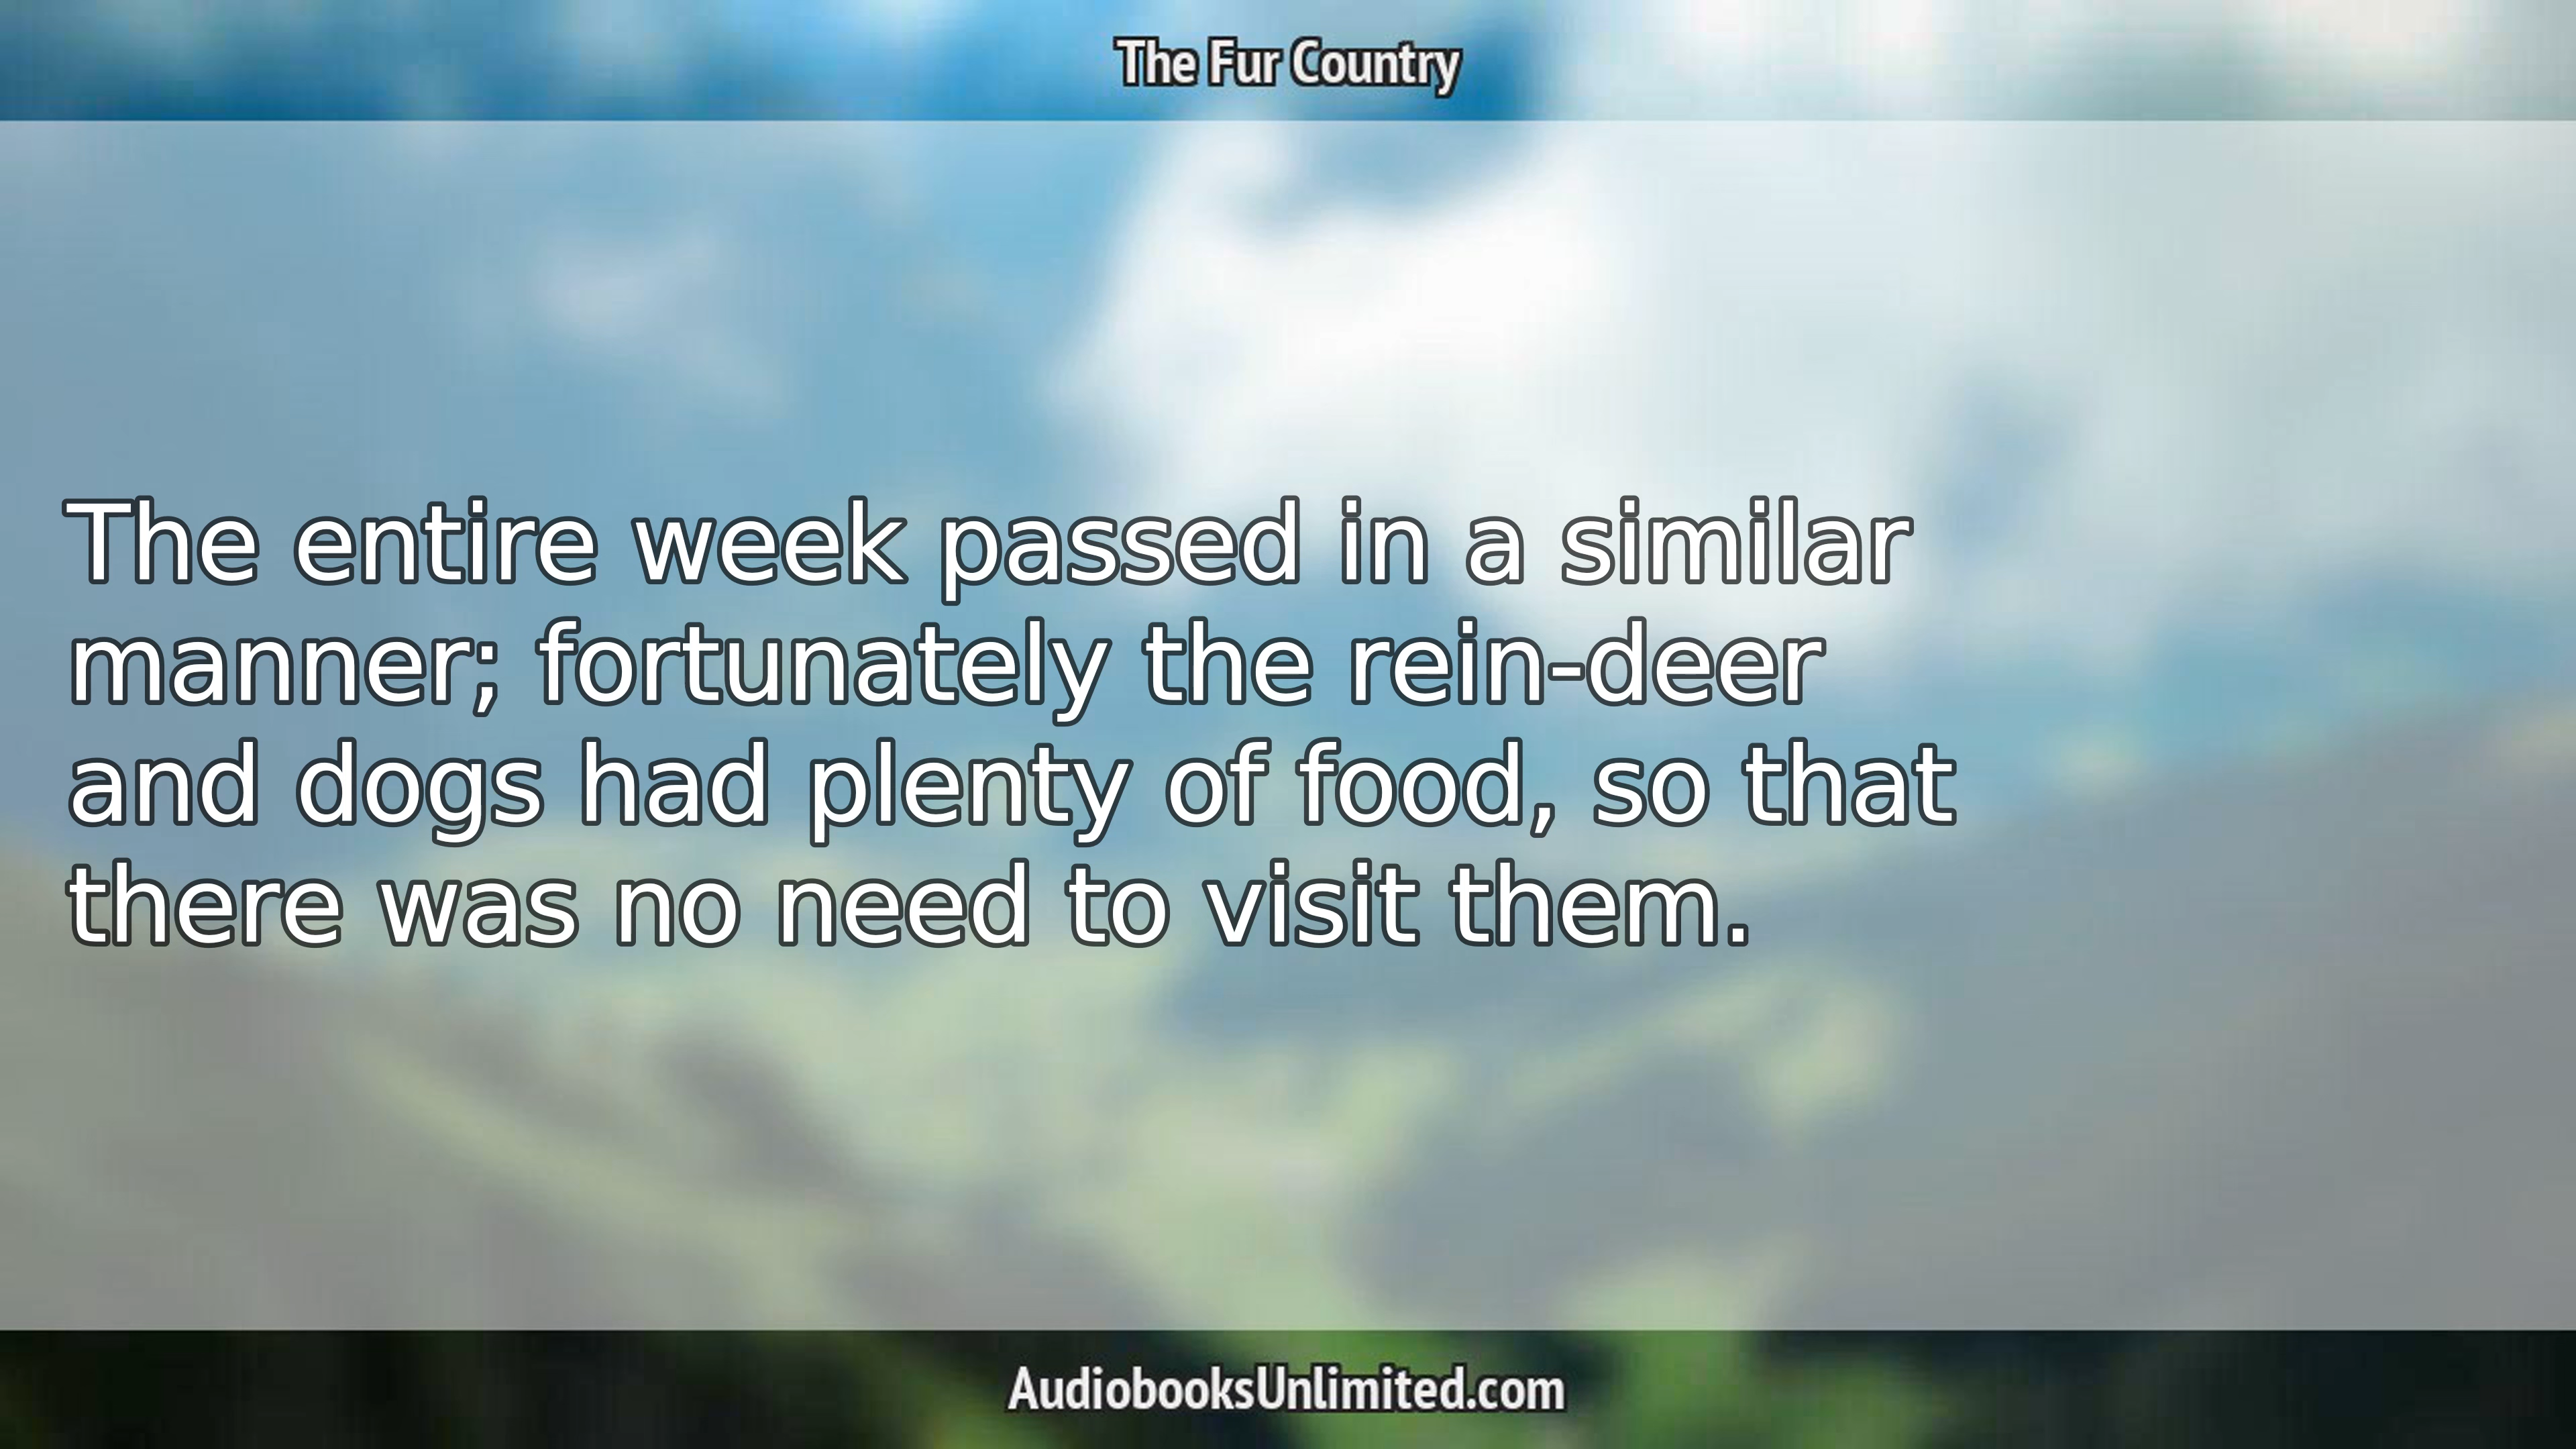 The Fur Country
The entire week passed in a similar
manner; fortunately the rein-deer
and dogs had plenty of food, so that
there was no need to visit them.
AudiobooksUnlimited.com